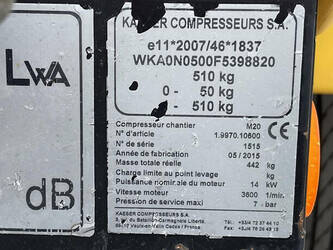 KAESER COMPRESSEURS S.A.
e11*2007/46*1837
WKA0N0500F5398820
510 kg
0 - 50 kg
- 510 kg
LWA
dB
Compresseur chantier M20
N° d'article 1.9970.10600
N° de série 1515
Année de fabrication 05/2015
Masse totale réelle 442 kg
Charge limite au point levage kg
Puissance nominale du moteur 14 kW
Vitesse moteur 3600 1/min
Pression de service maxi 7 bar
CE
KAESER COMPRESSEURS S.A.